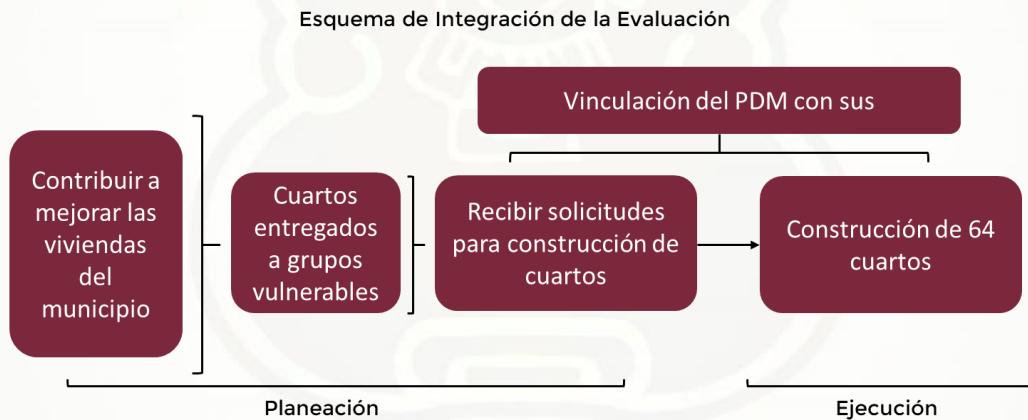 Esquema de Integración de la Evaluación
Vinculación del PDM con sus
Contribuir a
mejorar las
viviendas
del
municipio
Cuartos
entregados
a grupos
vulnerables
Recibir solicitudes
para construcción de
cuartos
Construcción de 64
cuartos
Planeación
Ejecución